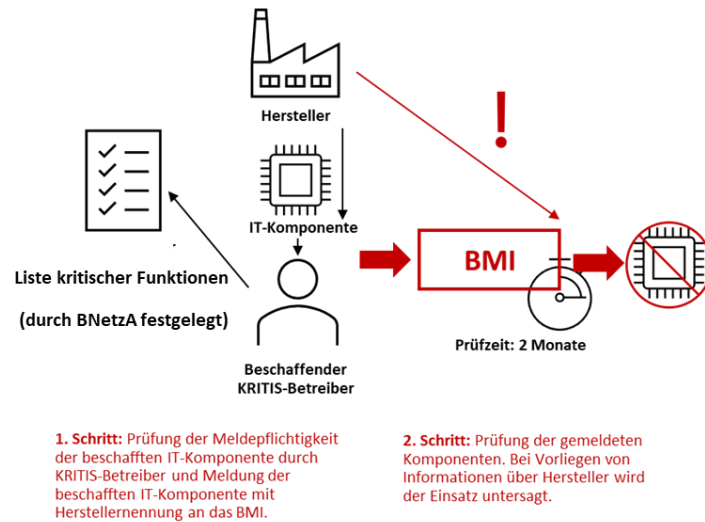 Hersteller
!
IT-Komponente
Liste kritischer Funktionen
(durch BNetzA festgelegt)
BMI
Prüfzeit: 2 Monate
Beschaffender
KRITIS-Betreiber
1. Schritt: Prüfung der Meldepflichtigkeit
der beschafften IT-Komponente durch
KRITIS-Betreiber und Meldung der
beschafften IT-Komponente mit
Herstellernennung an das BMI.
2. Schritt: Prüfung der gemeldeten
Komponenten. Bei Vorliegen von
Informationen über Hersteller wird
der Einsatz untersagt.